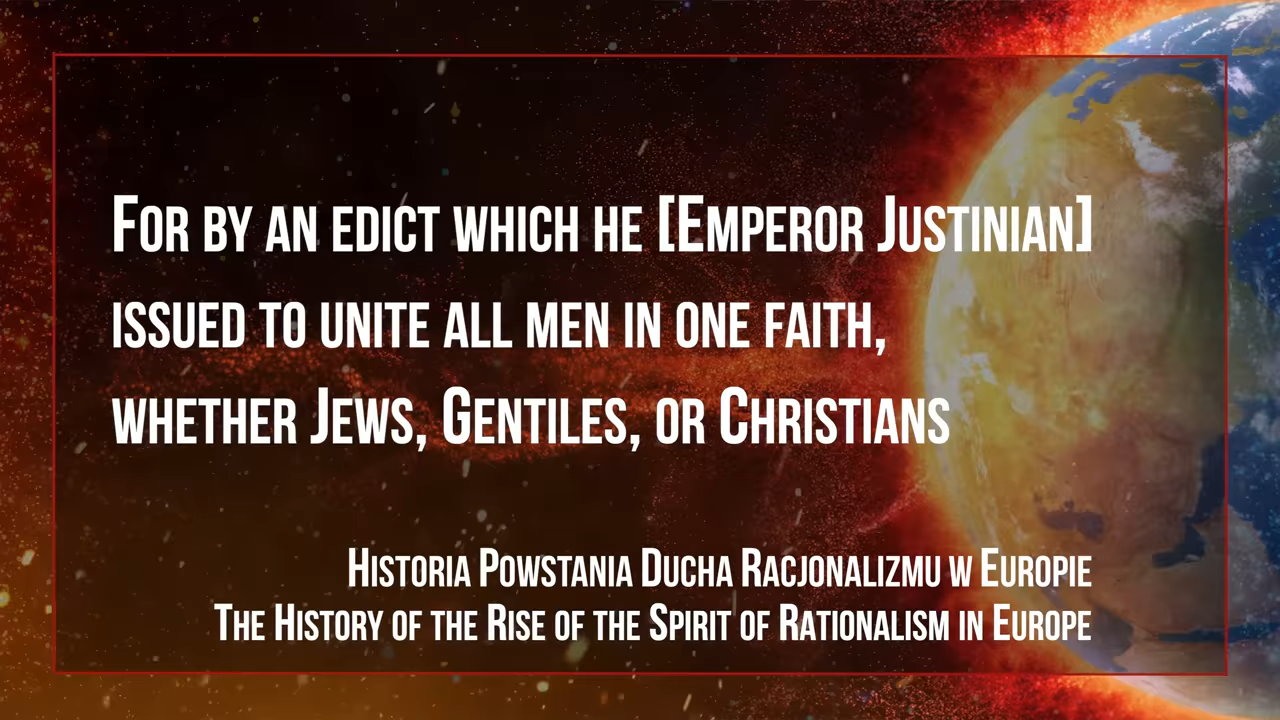 For by an edict which he [Emperor Justinian]
issued to unite all men in one faith,
whether Jews, Gentiles, or Christians
Historia Powstania Ducha Racjonalizmu w Europie
The History of the Rise of the Spirit of Rationalism in Europe